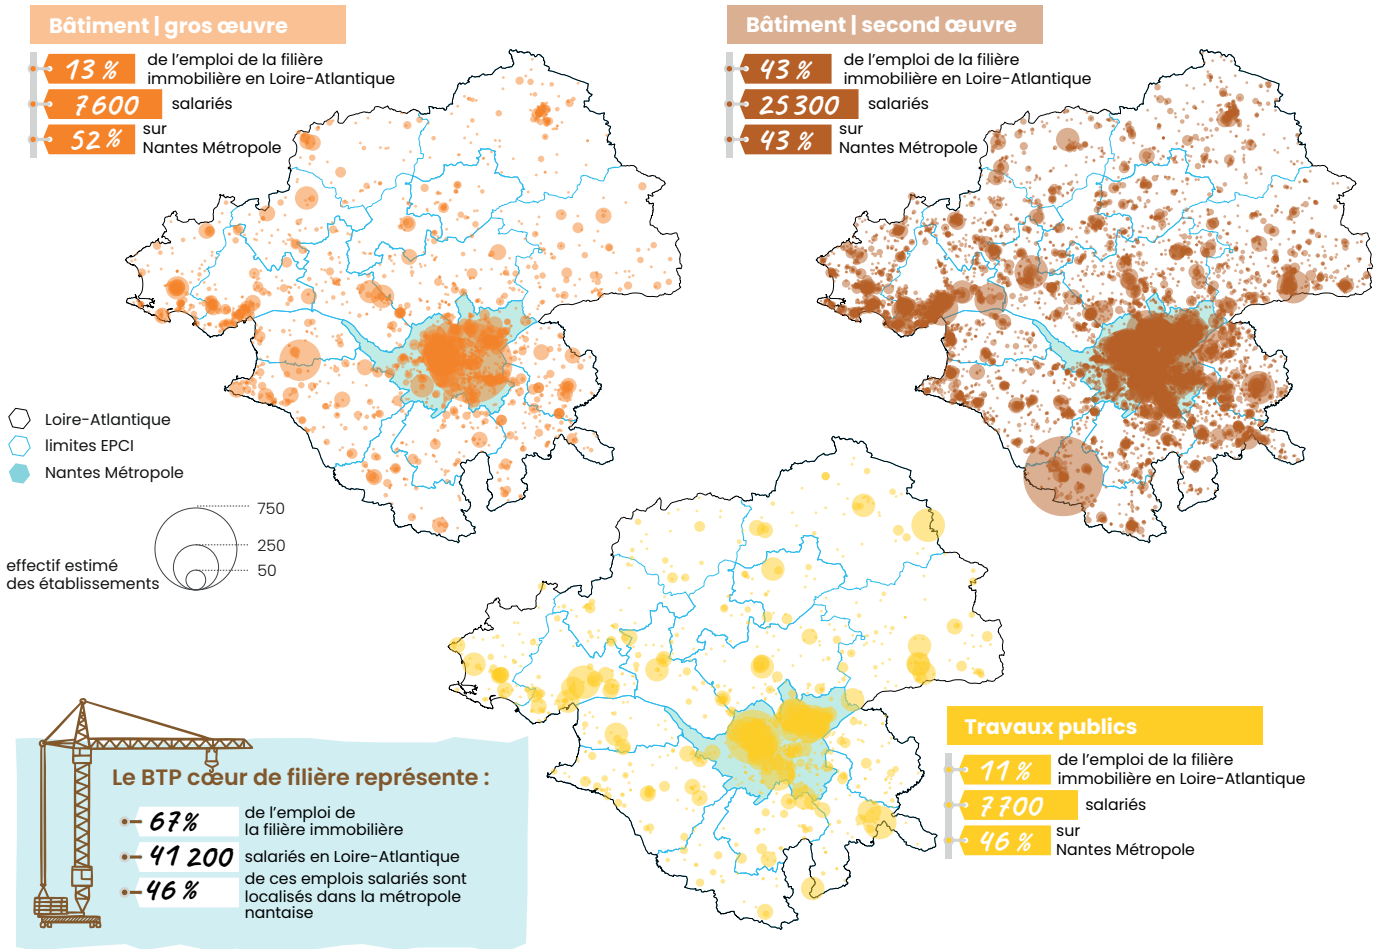 Bâtiment | gros œuvre
13 %
de l’emploi de la filière
immobilière en Loire-Atlantique
7600
salariés
52 %
sur
Nantes Métropole
Bâtiment | second œuvre
43 %
de l’emploi de la filière
immobilière en Loire-Atlantique
25 300
salariés
43 %
sur
Nantes Métropole
Loire-Atlantique
limites EPCI
Nantes Métropole
750
250
50
effectif estimé
des établissements
Travaux publics
11 %
de l’emploi de la filière
immobilière en Loire-Atlantique
7700
salariés
46 %
sur
Nantes Métropole
Le BTP cœur de filière représente :
67%
de l’emploi de
la filière immobilière
41 200
salariés en Loire-Atlantique
46 %
de ces emplois salariés sont
localisés dans la métropole
nantaise